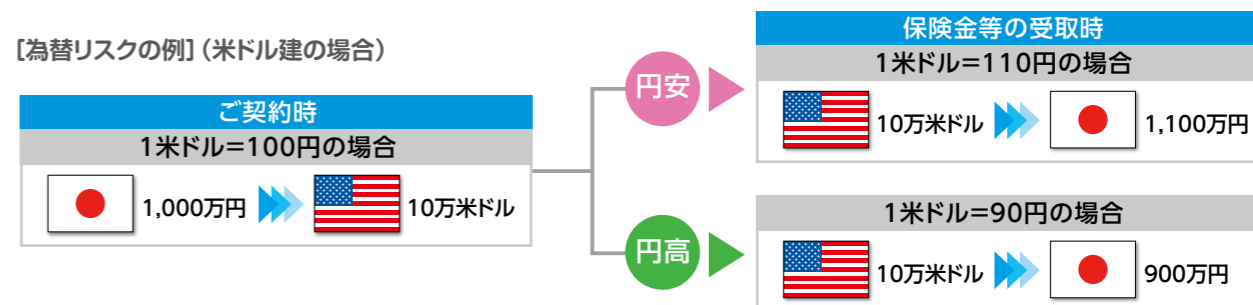 [為替リスクの例](米ドル建の場合)
ご契約時
1米ドル=100円の場合
1,000万円 10万米ドル
円安
保険金等の受取時
1米ドル=110円の場合
10万米ドル 1,100万円
円高
1米ドル=90円の場合
10万米ドル 900万円